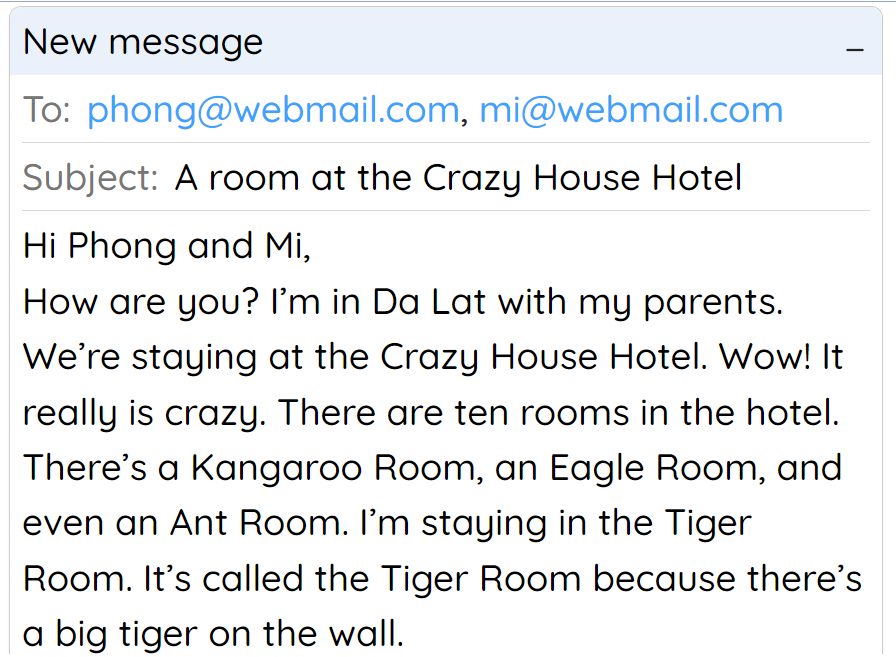 New message
To: phong@webmail.com, mi@webmail.com
Subject: A room at the Crazy House Hotel
Hi Phong and Mi,
How are you? I’m in Da Lat with my parents.
We’re staying at the Crazy House Hotel. Wow! It
really is crazy. There are ten rooms in the hotel.
There’s a Kangaroo Room, an Eagle Room, and
even an Ant Room. I’m staying in the Tiger
Room. It’s called the Tiger Room because there’s
a big tiger on the wall.